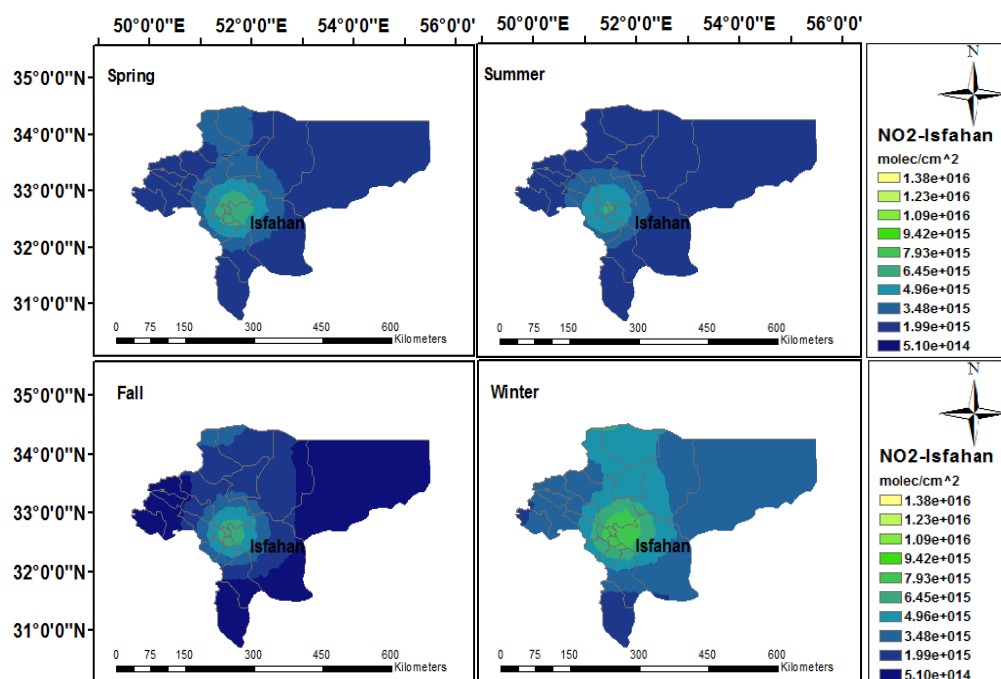 50°0'0"E 52°0'0"E 54°0'0"E 56°0'0"E
50°0'0"E 52°0'0"E 54°0'0"E 56°0'0"E
35°0'0"N
34°0'0"N
33°0'0"N
32°0'0"N
31°0'0"N
Spring
Isfahan
0 75 150 300 450 600
Kilometers
Summer
Isfahan
0 75 150 300 450 600
Kilometers
N
NO2-Isfahan
molec/cm^2
1.38e+016
1.23e+016
1.09e+016
9.42e+015
7.93e+015
6.45e+015
4.96e+015
3.48e+015
1.99e+015
5.10e+014
35°0'0"N
34°0'0"N
33°0'0"N
32°0'0"N
31°0'0"N
Fall
Isfahan
0 75 150 300 450 600
Kilometers
Winter
Isfahan
0 75 150 300 450 600
Kilometers
N
NO2-Isfahan
molec/cm^2
1.38e+016
1.23e+016
1.09e+016
9.42e+015
7.93e+015
6.45e+015
4.96e+015
3.48e+015
1.99e+015
5.10e+014